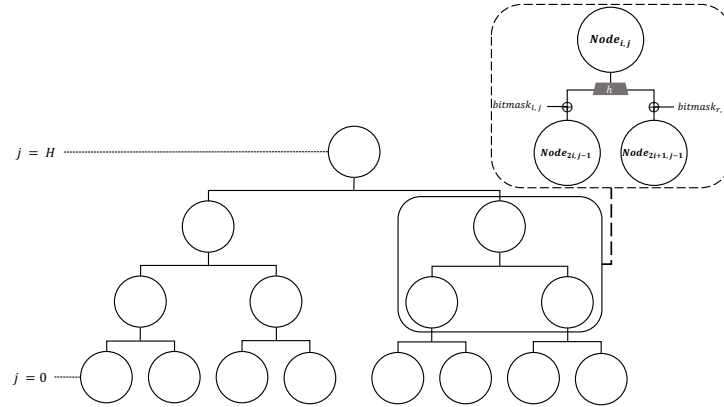 Node_{i,j}
h
bitmask_{l,j}
bitmask_{r,
Node_{2i,j-1}
Node_{2i+1,j-1}
j = H
j = 0